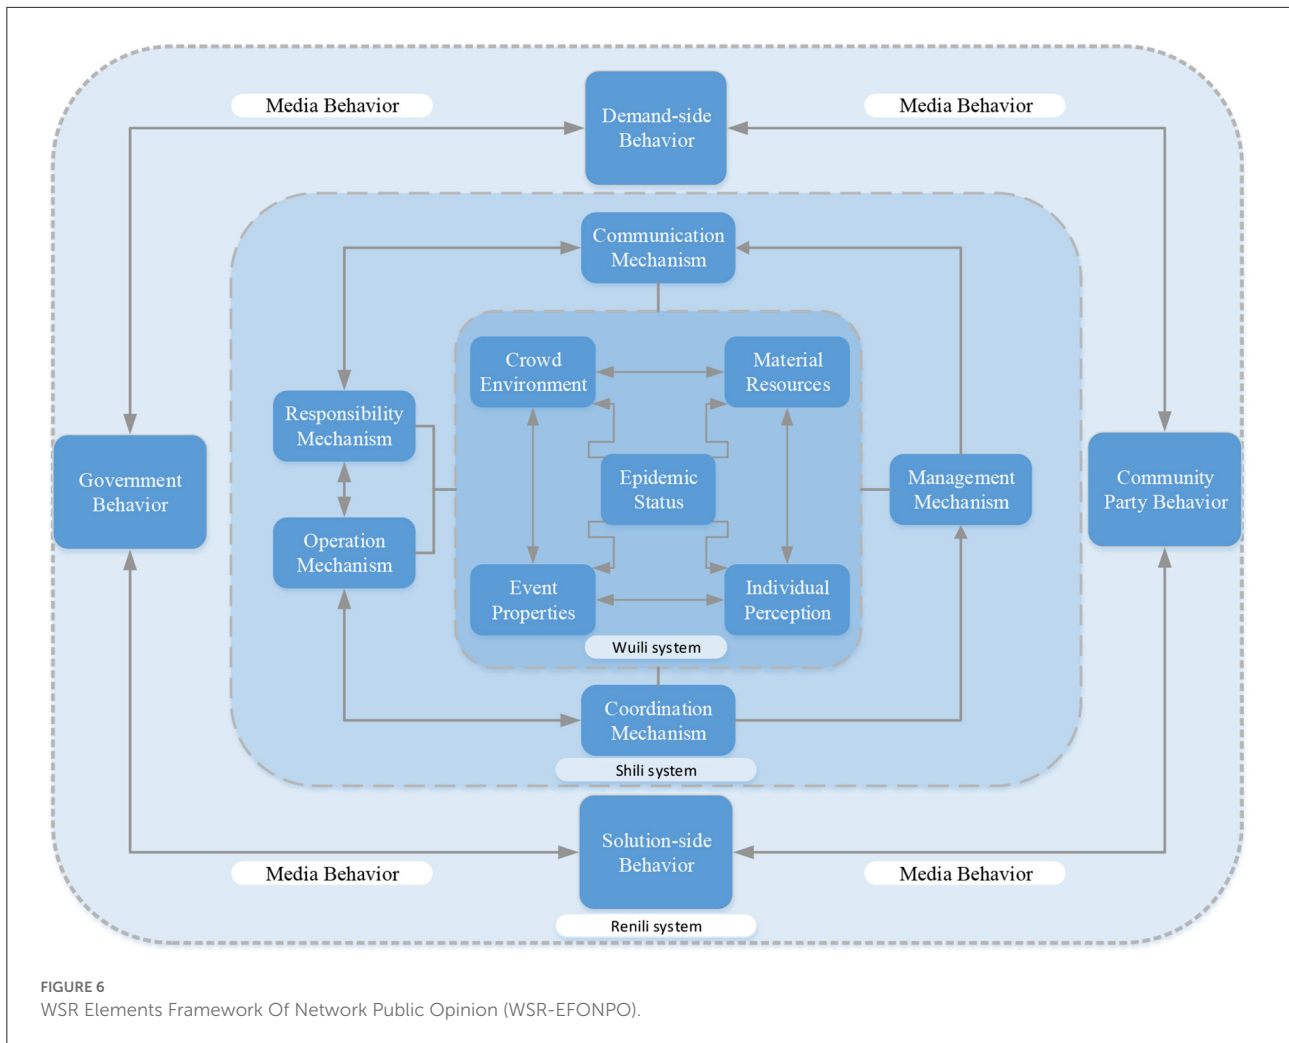 Media Behavior
Media Behavior
Demand-side
Behavior
Communication
Mechanism
Crowd
Environment
Material
Resources
Responsibility
Mechanism
Government
Behavior
Epidemic
Status
Management
Mechanism
Community
Party Behavior
Operation
Mechanism
Event
Properties
Individual
Perception
Wuili system
Coordination
Mechanism
Shili system
Solution-side
Behavior
Media Behavior
Media Behavior
Renili system
FIGURE 6
WSR Elements Framework Of Network Public Opinion (WSR-EFONPO).